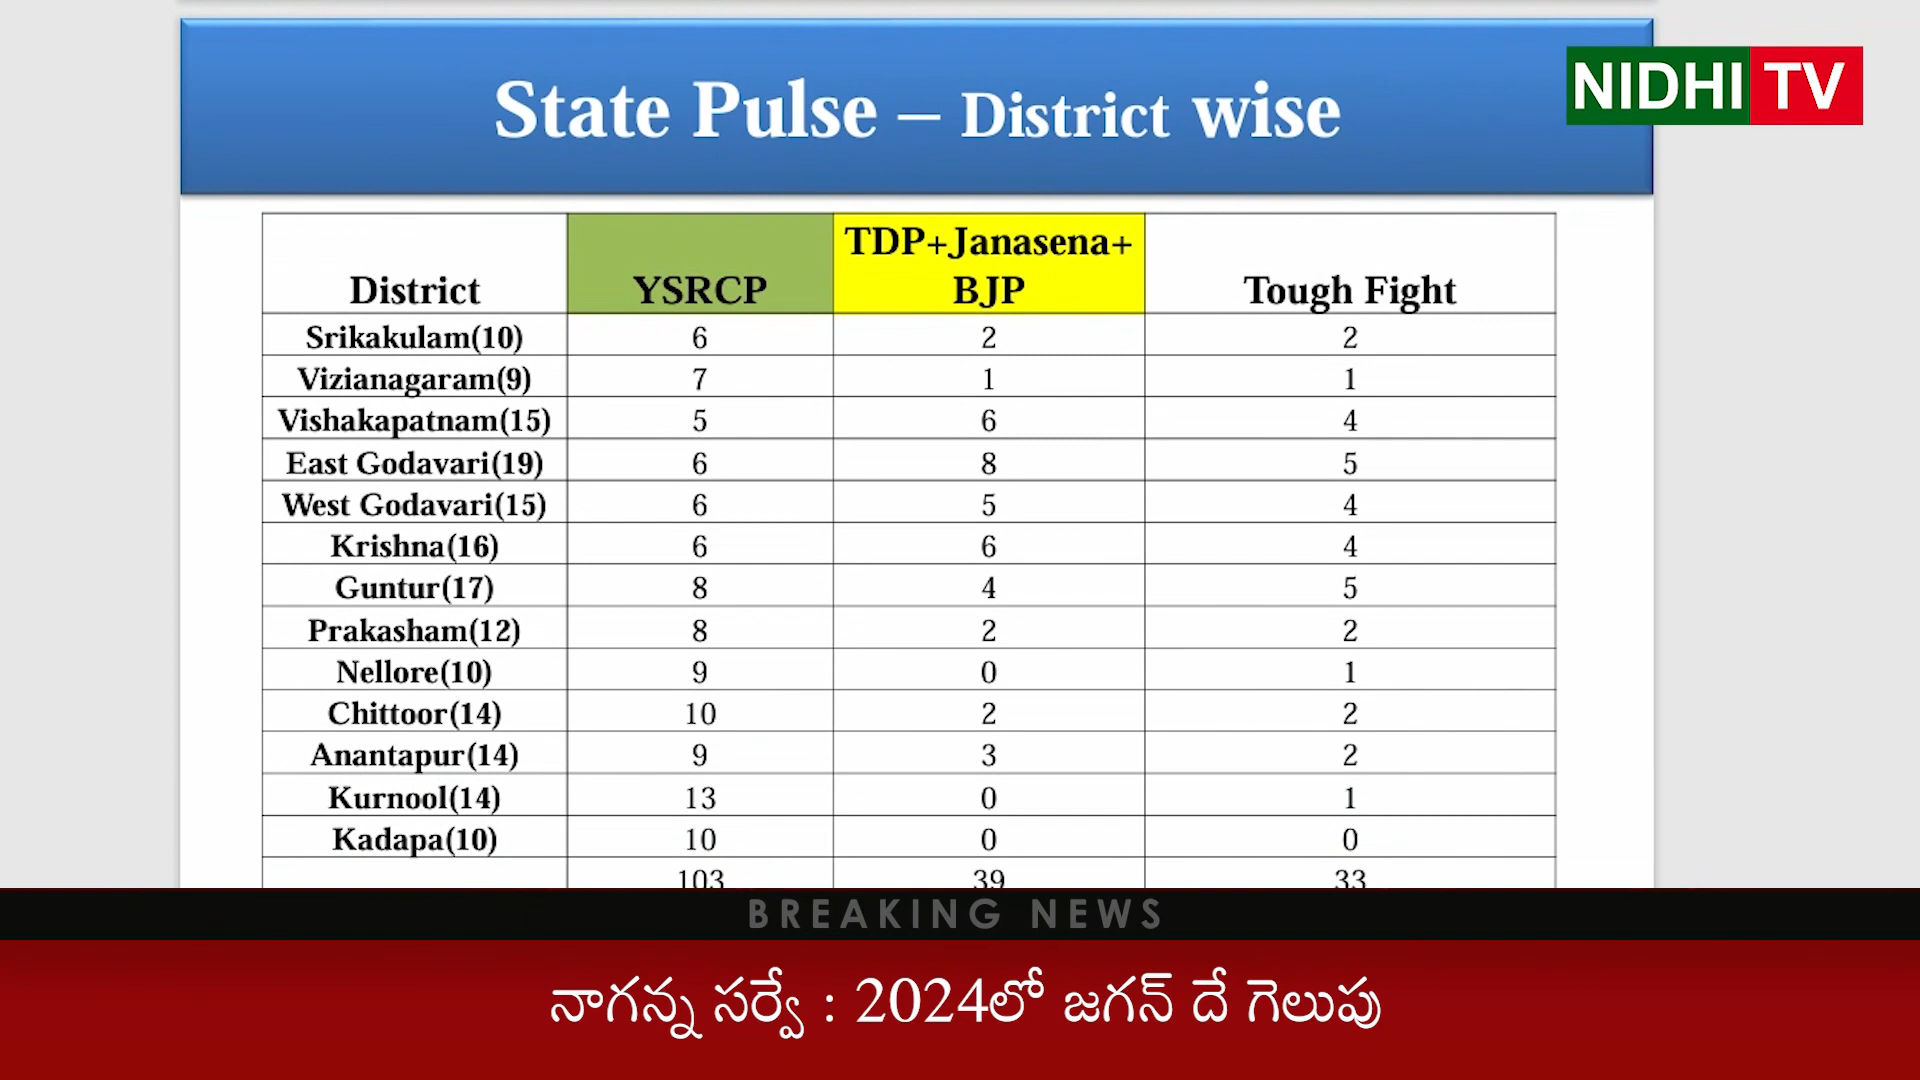 State Pulse – District wise
NIDHI TV
District YSRCP TDP+Janasena+ BJP Tough Fight
Srikakulam(10) 6 2 2
Vizianagaram(9) 7 1 1
Vishakapatnam(15) 5 6 4
East Godavari(19) 6 8 5
West Godavari(15) 6 5 4
Krishna(16) 6 6 4
Guntur(17) 8 4 5
Prakasham(12) 8 2 2
Nellore(10) 9 0 1
Chittoor(14) 10 2 2
Anantapur(14) 9 3 2
Kurnool(14) 13 0 1
Kadapa(10) 10 0 0
103 39 33
BREAKING NEWS
నాగన్న సర్వే : 2024లో జగన్ దే గెలుపు